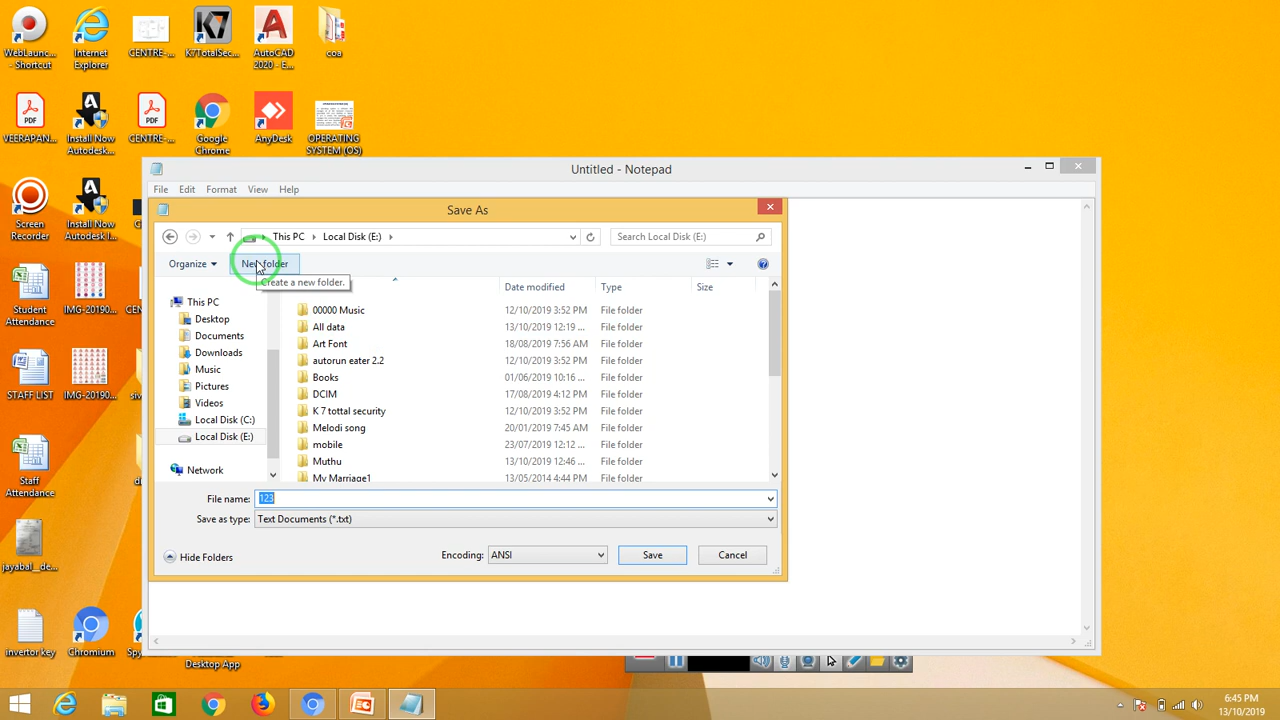 WebLaunc...
- Shortcut
Internet
Explorer
CENTRE-...
K7TotalSec...
AutoCAD
2020 - E...
coa
VEERAPAN...
Install Now
Autodesk...
CENTRE-...
Google
Chrome
AnyDesk
OPERATING
SYSTEM (OS)
Screen
Recorder
Install Now
Autodesk I...
Student
Attendance
IMG-20190...
STAFF LIST
IMG-20190...
Staff
Attendance
jayabal_de...
invertor key
Chromium
Desktop App
Untitled - Notepad
File Edit Format View Help
Save As
This PC Local Disk (E:)
Search Local Disk (E:)
Organize
New folder
Create a new folder.
Date modified Type Size
This PC
Desktop
Documents
Downloads
Music
Pictures
Videos
Local Disk (C:)
Local Disk (E:)
Network
00000 Music 12/10/2019 3:52 PM File folder
All data 13/10/2019 12:19 ... File folder
Art Font 18/08/2019 7:56 AM File folder
autorun eater 2.2 12/10/2019 3:52 PM File folder
Books 01/06/2019 10:16 ... File folder
DCIM 17/08/2019 4:12 PM File folder
K 7 tottal security 12/10/2019 3:52 PM File folder
Melodi song 20/01/2019 7:45 AM File folder
mobile 23/07/2019 12:12 ... File folder
Muthu 13/10/2019 12:46 ... File folder
My Marriage1 13/05/2014 4:44 PM File folder
File name: 123
Save as type: Text Documents (*.txt)
Hide Folders
Encoding: ANSI
Save
Cancel
6:45 PM
13/10/2019